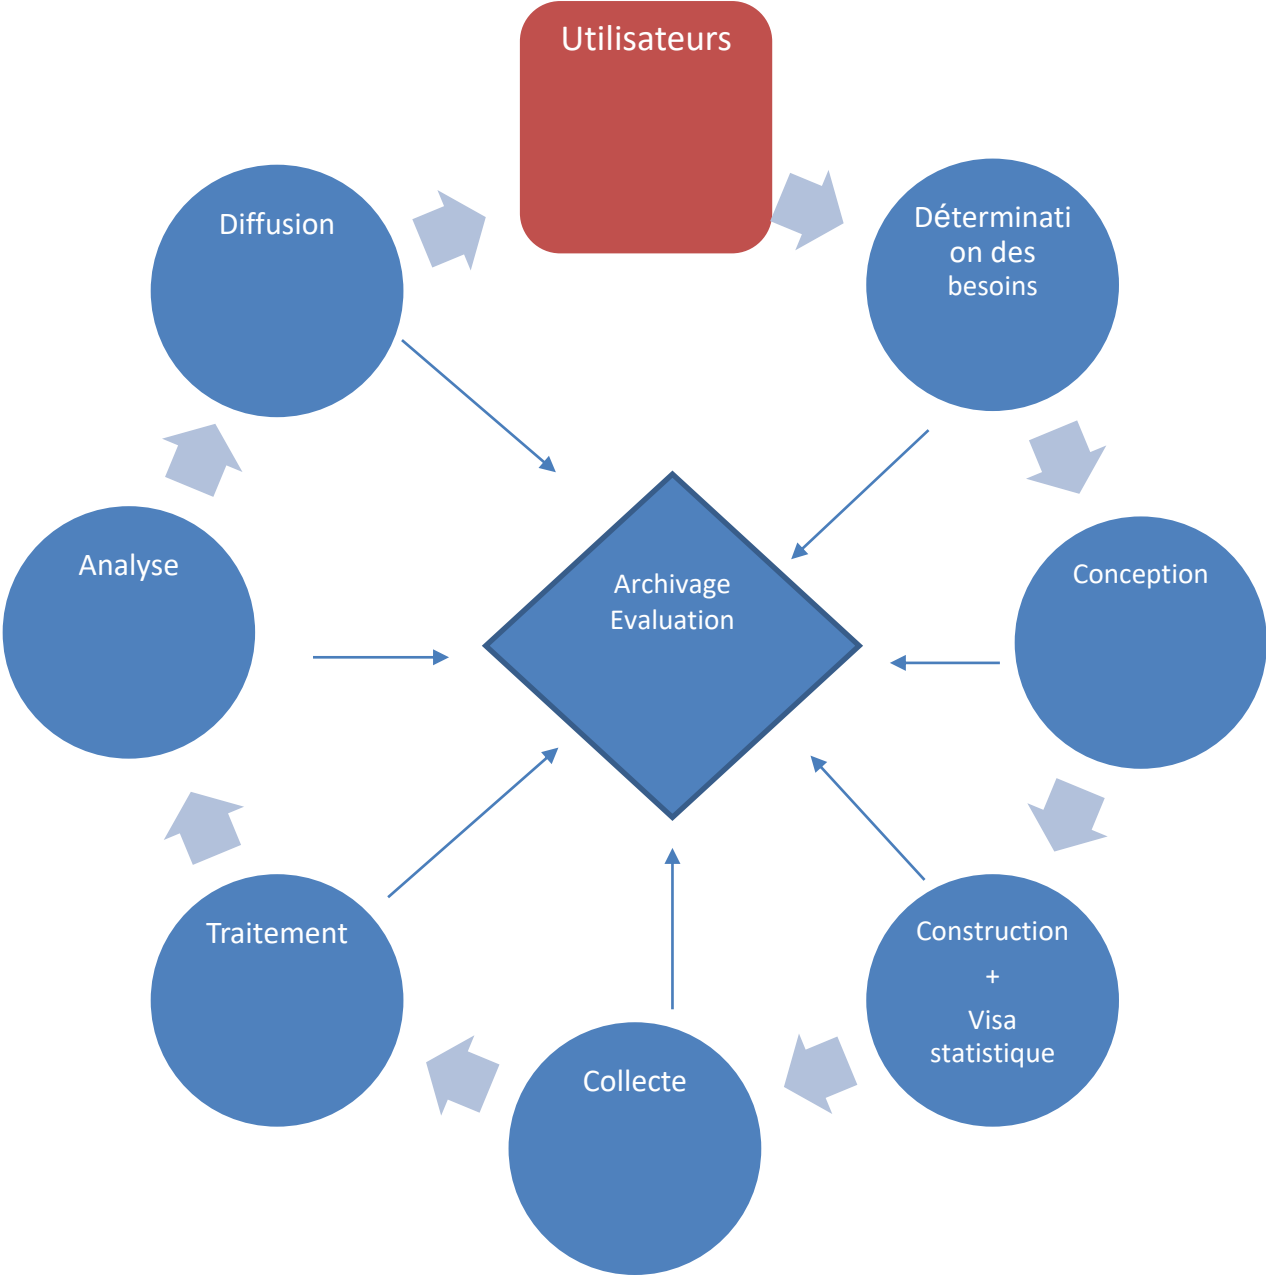 Utilisateurs
Diffusion
Déterminati
on des
besoins
Analyse
Archivage
Evaluation
Conception
Traitement
Construction
+
Visa
statistique
Collecte